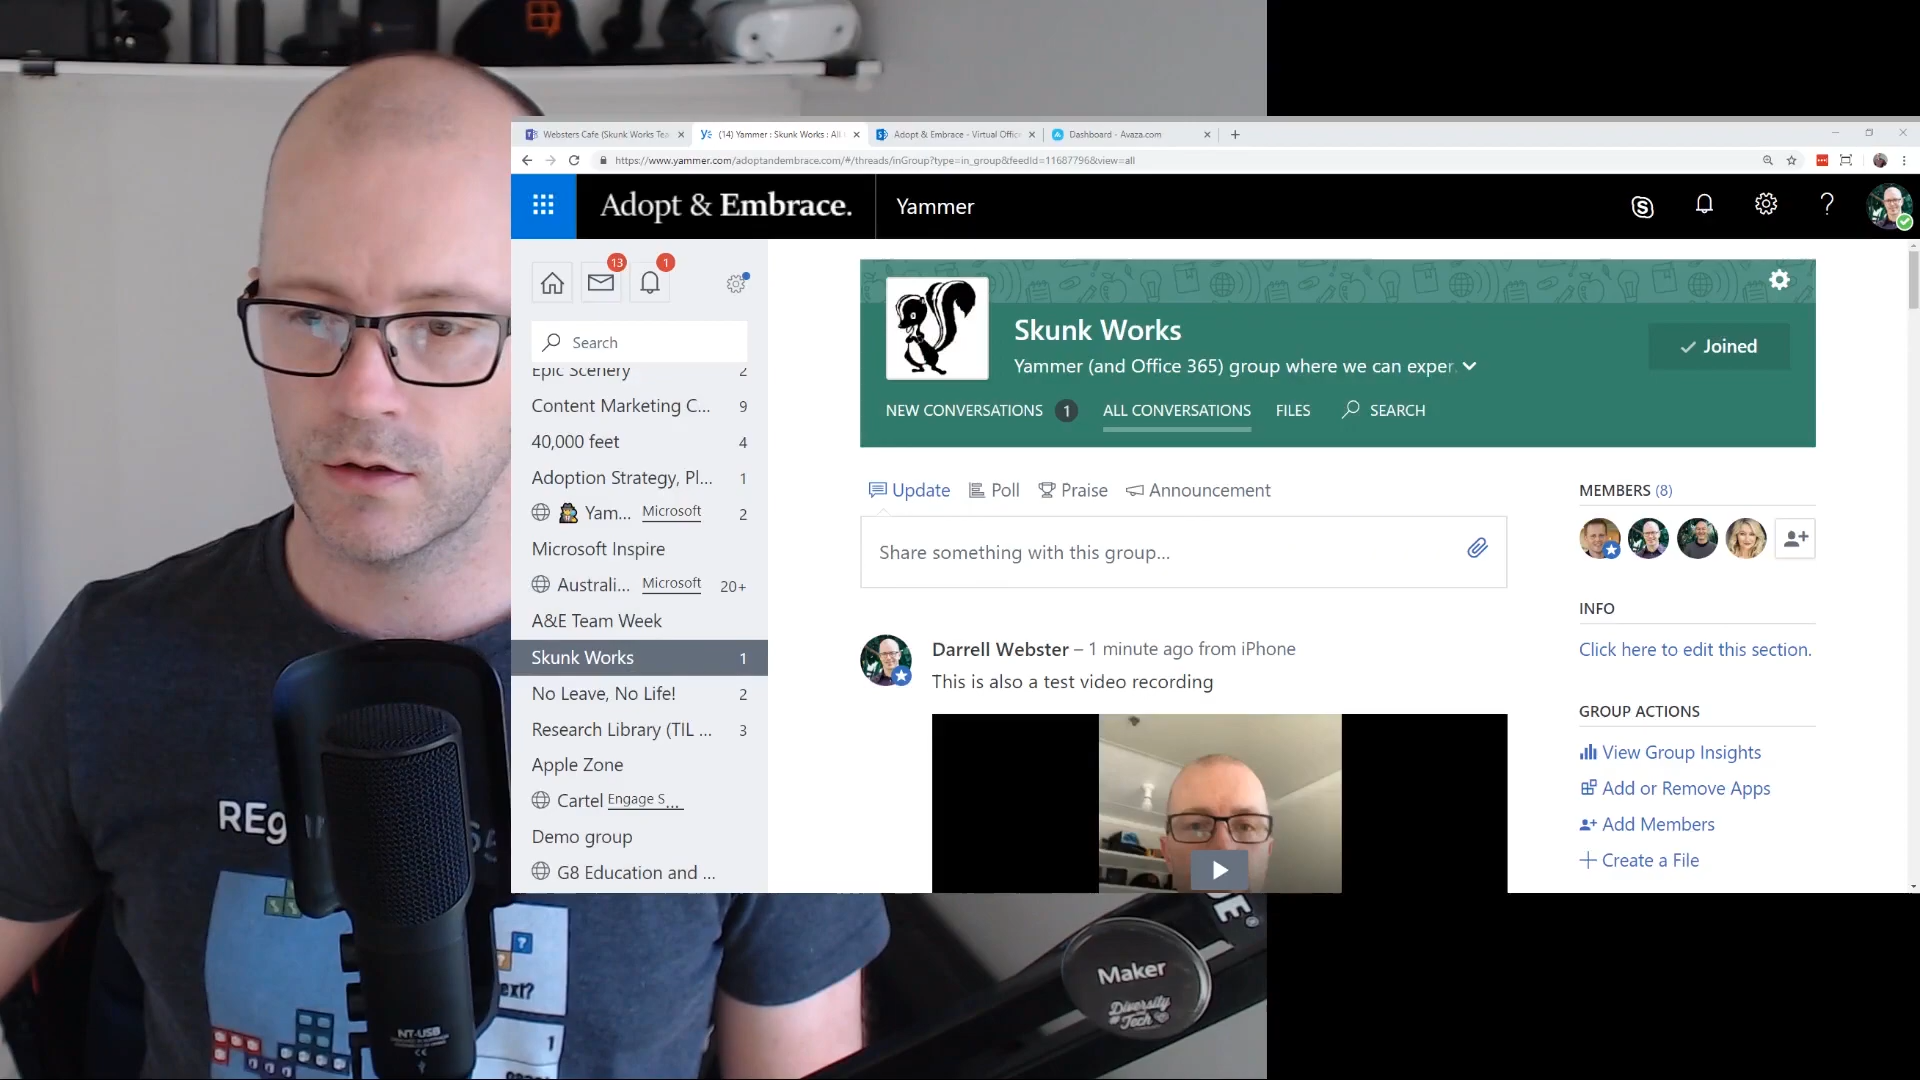 Websters Cafe (Skunk Works Tea
(14) Yammer : Skunk Works : All
Adopt & Embrace - Virtual Offic
Dashboard - Avaza.com
https://www.yammer.com/adoptandembrace.com/#/threads/inGroup?type=in_group&feedId=11687796&view=all
Adopt & Embrace.
Yammer
13
1
Search
Epic Scenery 2
Content Marketing C... 9
40,000 feet 4
Adoption Strategy, Pl... 1
Yam... Microsoft 2
Microsoft Inspire
Australi... Microsoft 20+
A&E Team Week
Skunk Works 1
No Leave, No Life! 2
Research Library (TIL ... 3
Apple Zone
Cartel Engage S...
Demo group
G8 Education and ...
Skunk Works
Yammer (and Office 365) group where we can exper
Joined
NEW CONVERSATIONS 1
ALL CONVERSATIONS
FILES
SEARCH
Update
Poll
Praise
Announcement
Share something with this group...
Darrell Webster – 1 minute ago from iPhone
This is also a test video recording
MEMBERS (8)
INFO
Click here to edit this section.
GROUP ACTIONS
View Group Insights
Add or Remove Apps
Add Members
Create a File
NT-USB
Maker
Diversity
#Tech